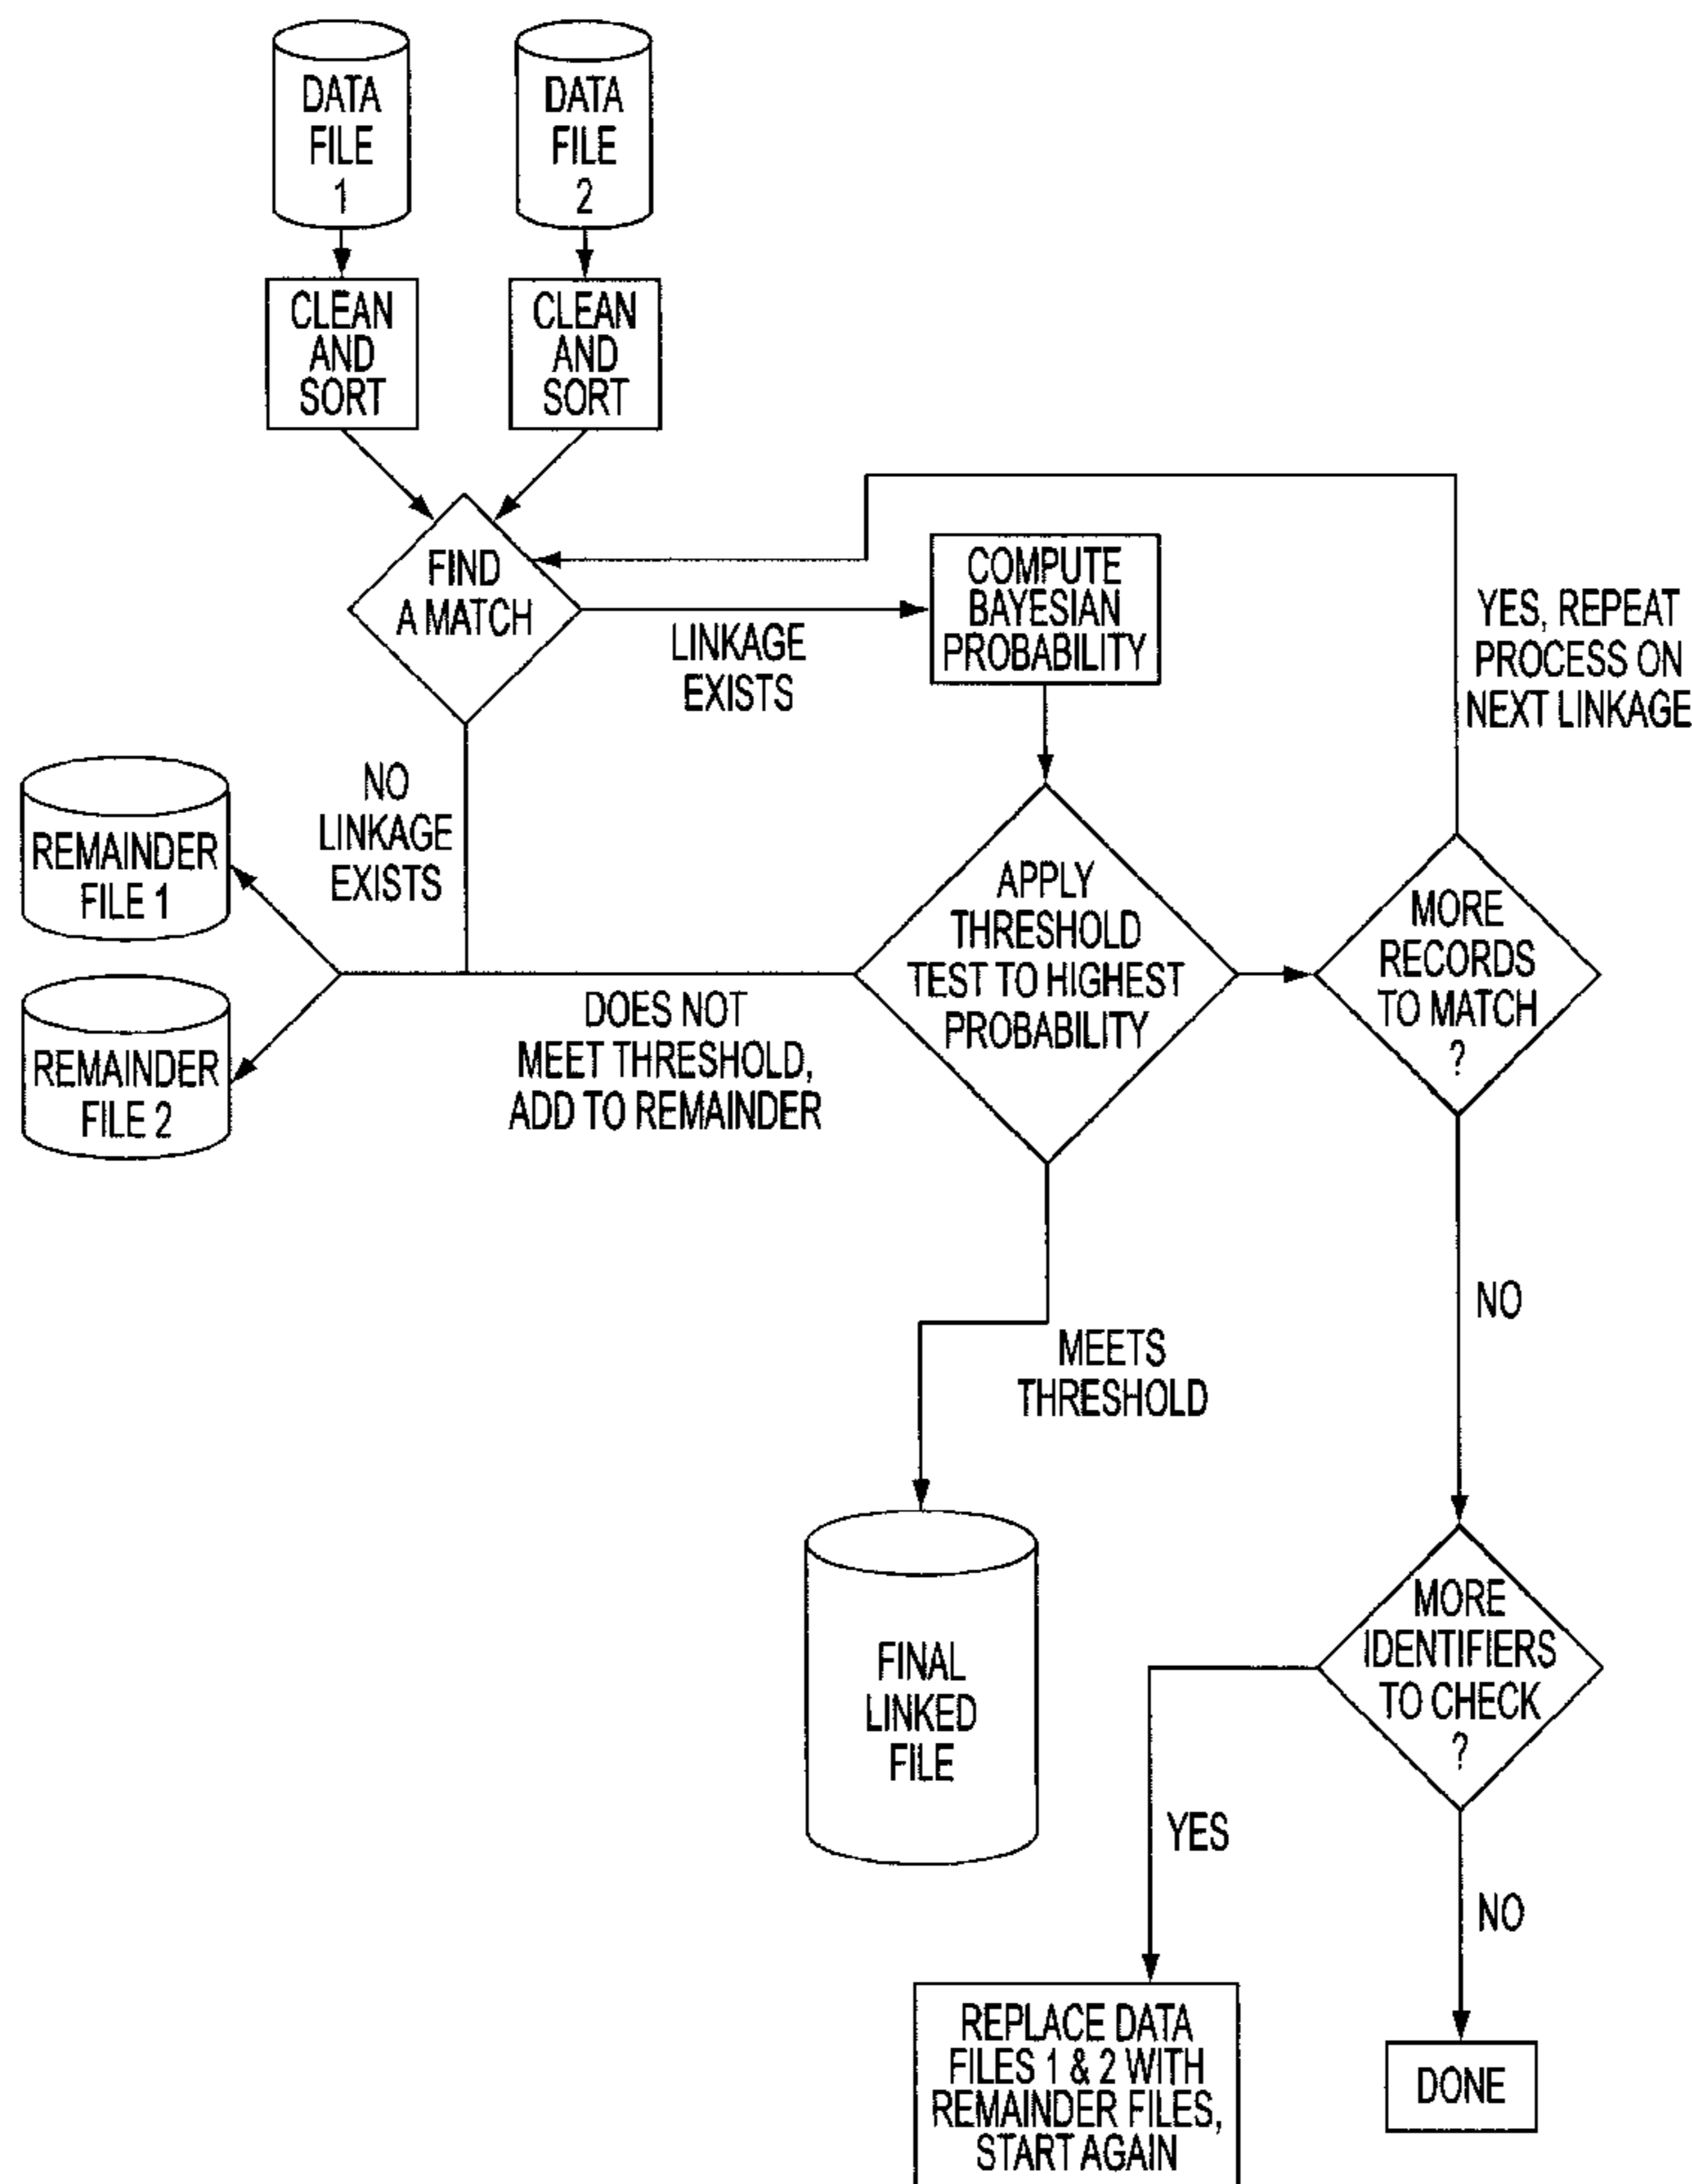 DATA
FILE
1
DATA
FILE
2
CLEAN
AND
SORT
CLEAN
AND
SORT
FIND
A MATCH
LINKAGE
EXISTS
COMPUTE
BAYESIAN
PROBABILITY
YES, REPEAT
PROCESS ON
NEXT LINKAGE
NO
LINKAGE
EXISTS
REMAINDER
FILE 1
REMAINDER
FILE 2
DOES NOT
MEET THRESHOLD,
ADD TO REMAINDER
APPLY
THRESHOLD
TEST TO HIGHEST
PROBABILITY
MORE
RECORDS
TO MATCH
?
NO
MEETS
THRESHOLD
FINAL
LINKED
FILE
MORE
IDENTIFIERS
TO CHECK
?
YES
NO
REPLACE DATA
FILES 1 & 2 WITH
REMAINDER FILES,
START AGAIN
DONE